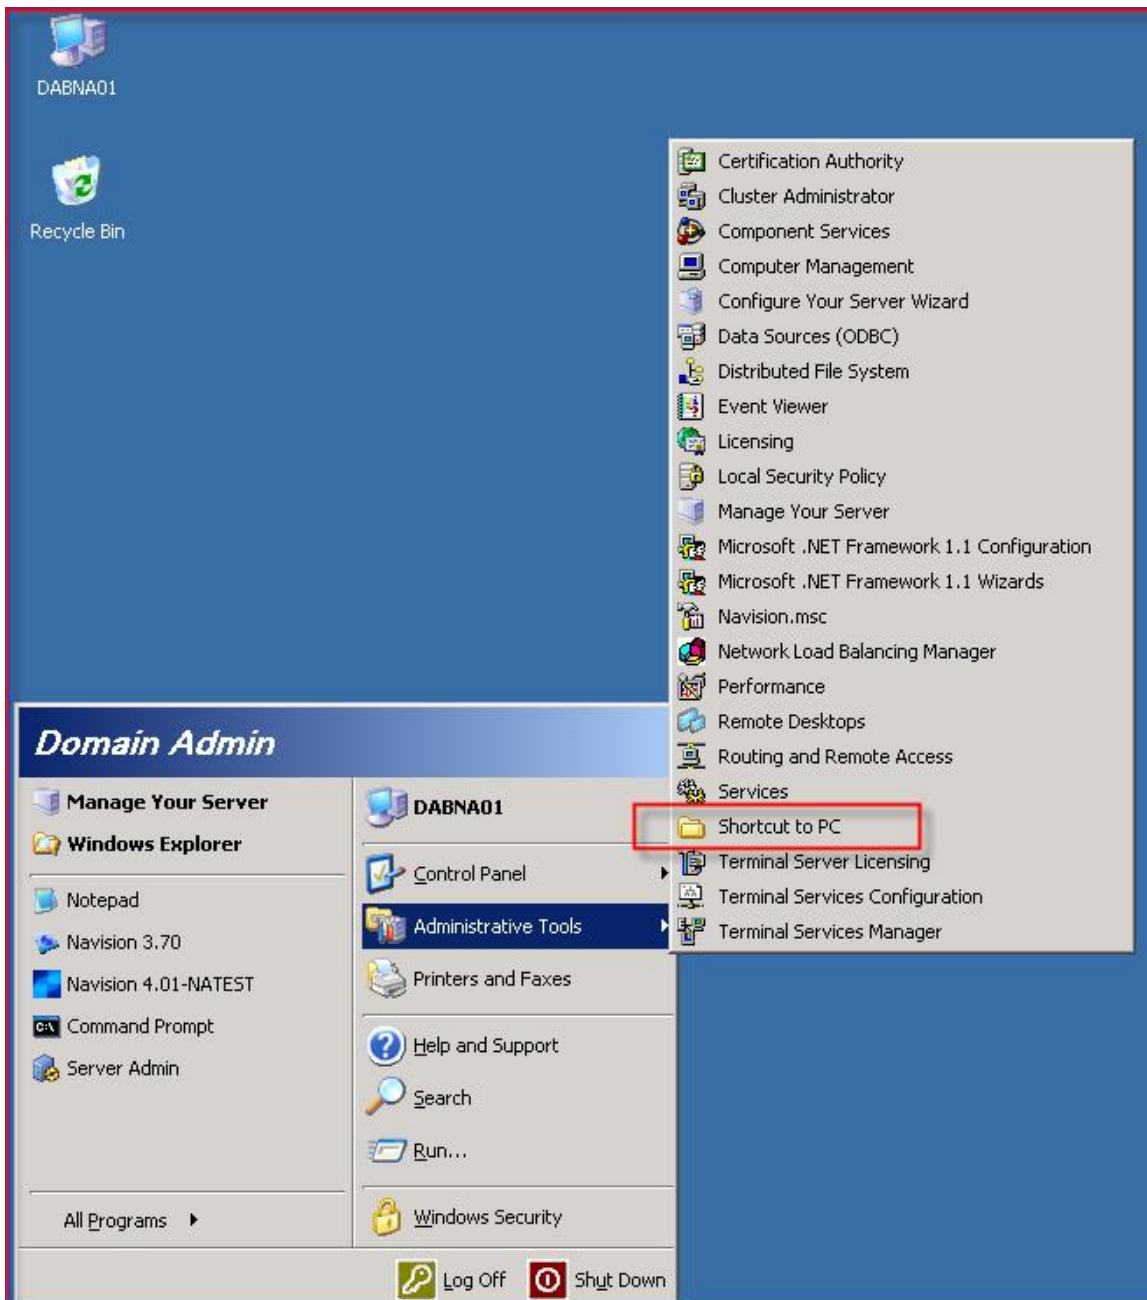 DABNA01
Recycle Bin
Certification Authority
Cluster Administrator
Component Services
Computer Management
Configure Your Server Wizard
Data Sources (ODBC)
Distributed File System
Event Viewer
Licensing
Local Security Policy
Manage Your Server
Microsoft .NET Framework 1.1 Configuration
Microsoft .NET Framework 1.1 Wizards
Navision.msc
Network Load Balancing Manager
Performance
Remote Desktops
Routing and Remote Access
Services
Shortcut to PC
Terminal Server Licensing
Terminal Services Configuration
Terminal Services Manager
Domain Admin
Manage Your Server
Windows Explorer
Notepad
Navision 3.70
Navision 4.01-NATEST
Command Prompt
Server Admin
All Programs
DABNA01
Control Panel
Administrative Tools
Printers and Faxes
Help and Support
Search
Run...
Windows Security
Log Off
Shut Down